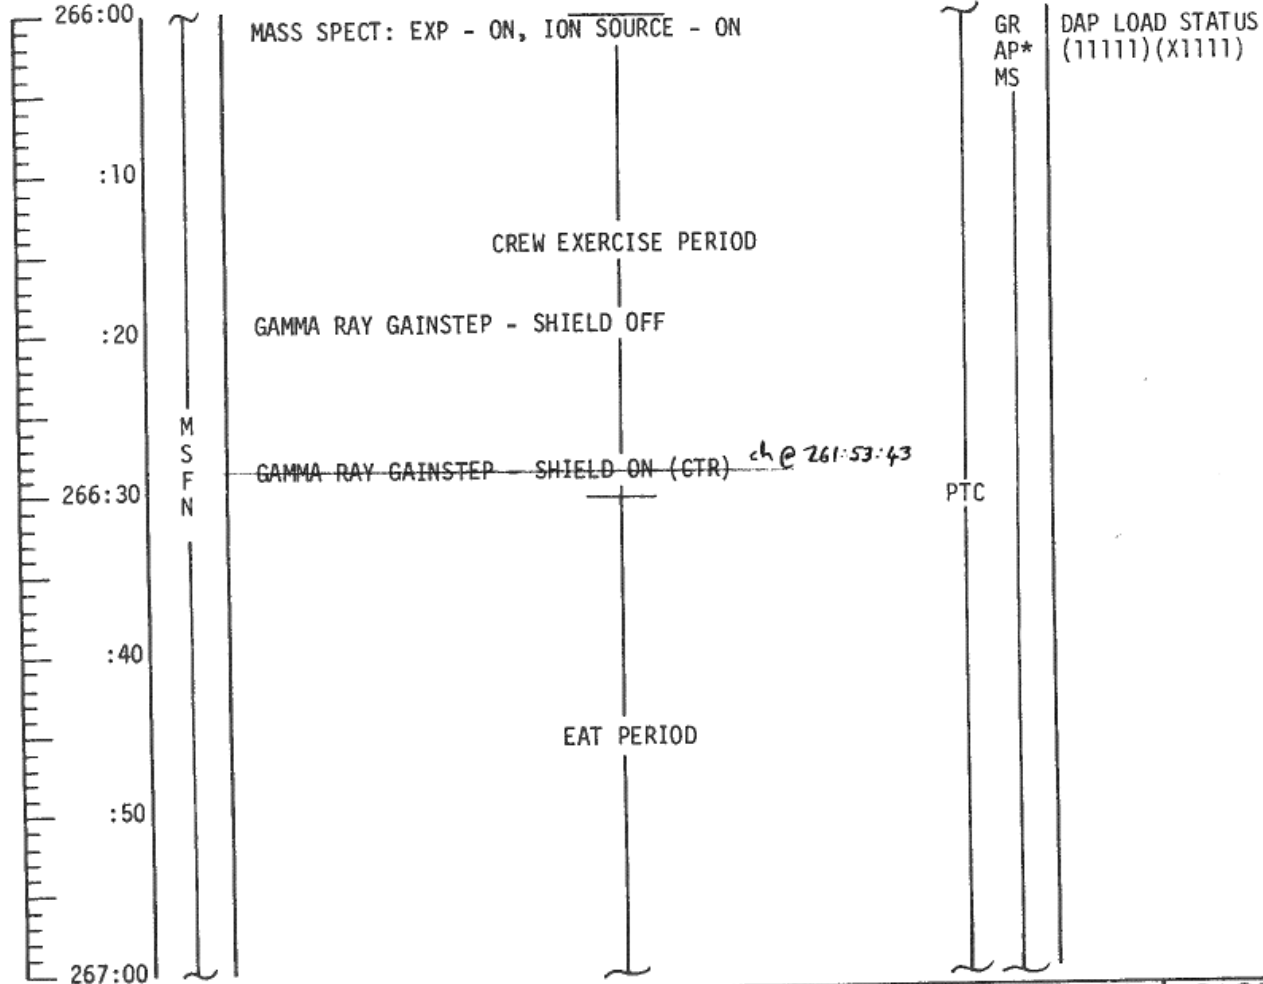 266:00
MASS SPECT: EXP - ON, ION SOURCE - ON
GR
AP*
MS
DAP LOAD STATUS
(11111)(X1111)
:10
CREW EXERCISE PERIOD
GAMMA RAY GAINSTEP - SHIELD OFF
:20
M
S
F
N
GAMMA RAY GAINSTEP - SHIELD ON (CTR) ch @ 261:53:43
266:30
PTC
:40
EAT PERIOD
:50
267:00